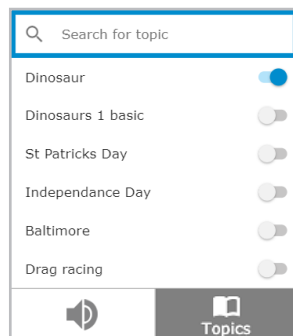 Search for topic
Dinosaur
Dinosaurs 1 basic
St Patricks Day
Independance Day
Baltimore
Drag racing
Topics